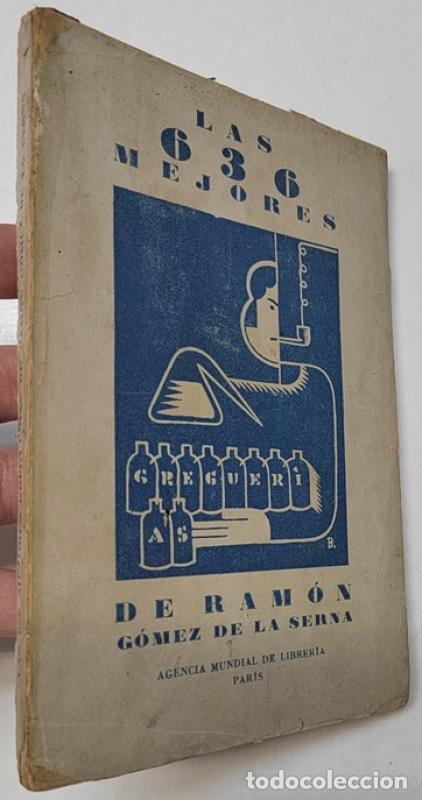 LAS
636
MEJORES
GREGUERÍ
AS
B.
DE RAMÓN
GÓMEZ DE LA SERNA
AGENCIA MUNDIAL DE LIBRERÍA
PARÍS
todocoleccion